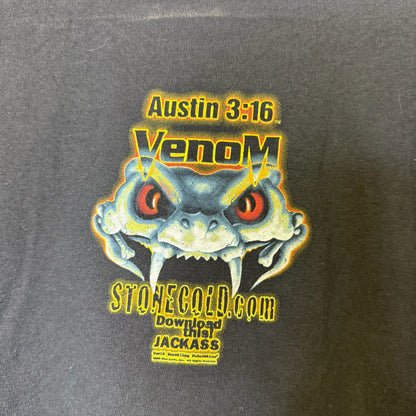 Austin 3:16
VenoM
STONECOLD.com
Download
this!
JACKASS